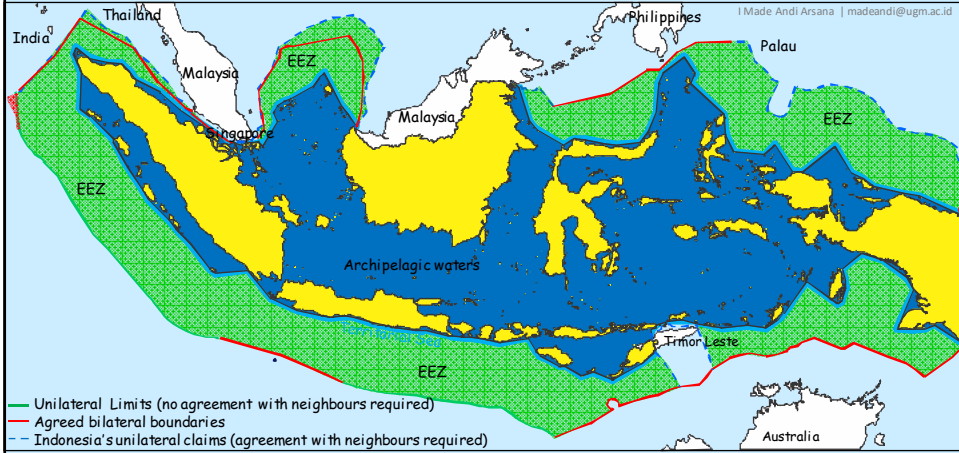 I Made Andi Arsana | madeandi@ugm.ac.id
Thailand
Philippines
India
Palau
EEZ
Malaysia
Malaysia
EEZ
Singapore
EEZ
Archipelagic waters
Timor Leste
EEZ
Unilateral Limits (no agreement with neighbours required)
Agreed bilateral boundaries
Indonesia's unilateral claims (agreement with neighbours required)
Australia